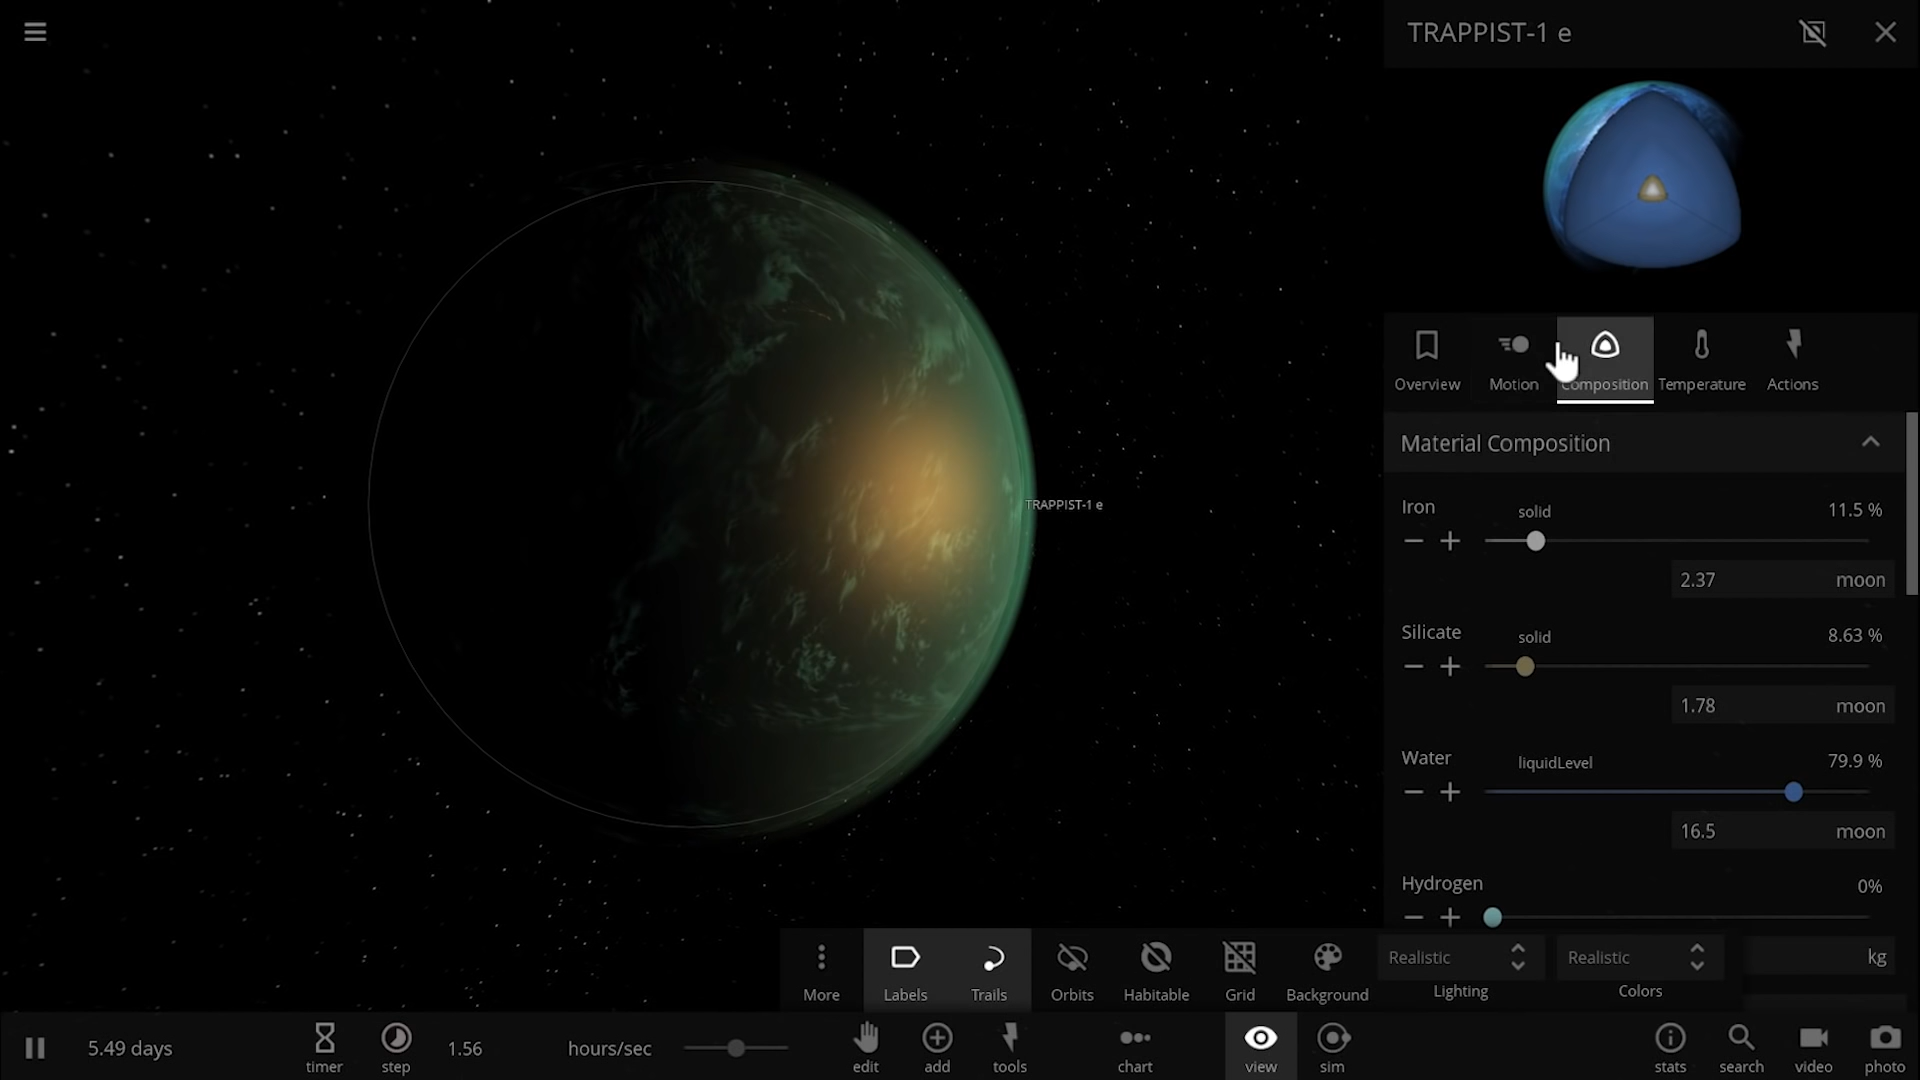 TRAPPIST-1 e
Overview
Motion
Composition
Temperature
Actions
Material Composition
Iron
solid
11.5 %
2.37 moon
Silicate
solid
8.63 %
1.78 moon
Water
liquidLevel
79.9 %
16.5 moon
Hydrogen
0%
kg
TRAPPIST-1 e
More
Labels
Trails
Orbits
Habitable
Grid
Background
Realistic
Lighting
Realistic
Colors
5.49 days
timer
step
1.56 hours/sec
edit
add
tools
chart
view
sim
stats
search
video
photo